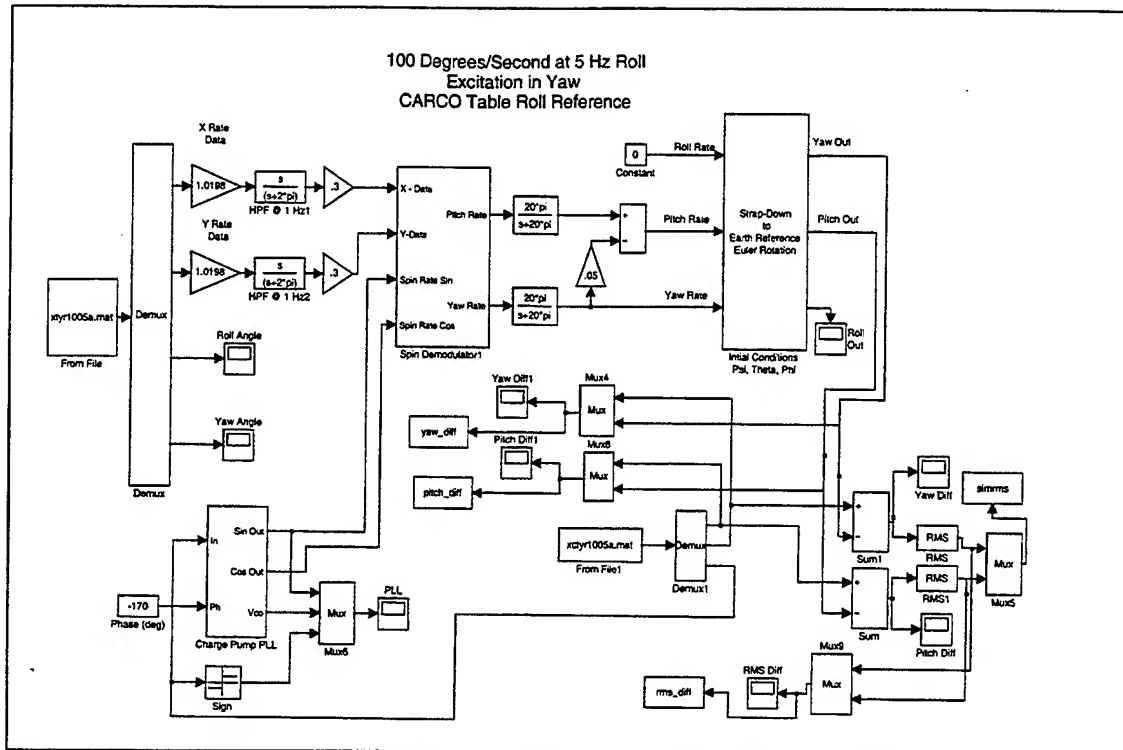 100 Degrees/Second at 5 Hz Roll
Excitation in Yaw
CARCO Table Roll Reference
X Rate
Data
1.0198
s
(s+2*pi)
HPF @ 1 Hz1
.3
Y Rate
Data
1.0198
s
(s+2*pi)
HPF @ 1 Hz2
.3
xtyr1005a.mat
From File
Demux
Demux
Roll Angle
Yaw Angle
X - Data
Y-Data
Spin Rate Sin
Spin Rate Cos
Pitch Rate
Yaw Rate
Spin Demodulator1
20*pi
s+20*pi
20*pi
s+20*pi
.05
+
−
0
Constant
Roll Rate
Pitch Rate
Yaw Rate
Strap-Down
to
Earth Reference
Euler Rotation
Intial Conditions
Psi, Theta, Phi
Yaw Out
Pitch Out
Roll
Out
Yaw Diff1
yaw_diff
Mux4
Mux
Pitch Diff1
pitch_diff
Mux8
Mux
xctyr1005a.mat
From File1
Demux
Demux1
+
−
Sum1
+
−
Sum
Yaw Diff
RMS
RMS
RMS
RMS1
Pitch Diff
simrms
Mux
Mux5
In
Ph
Sin Out
Cos Out
Vco
Charge Pump PLL
-170
Phase (deg)
Sign
Mux
Mux6
PLL
rms_diff
RMS Diff
Mux9
Mux